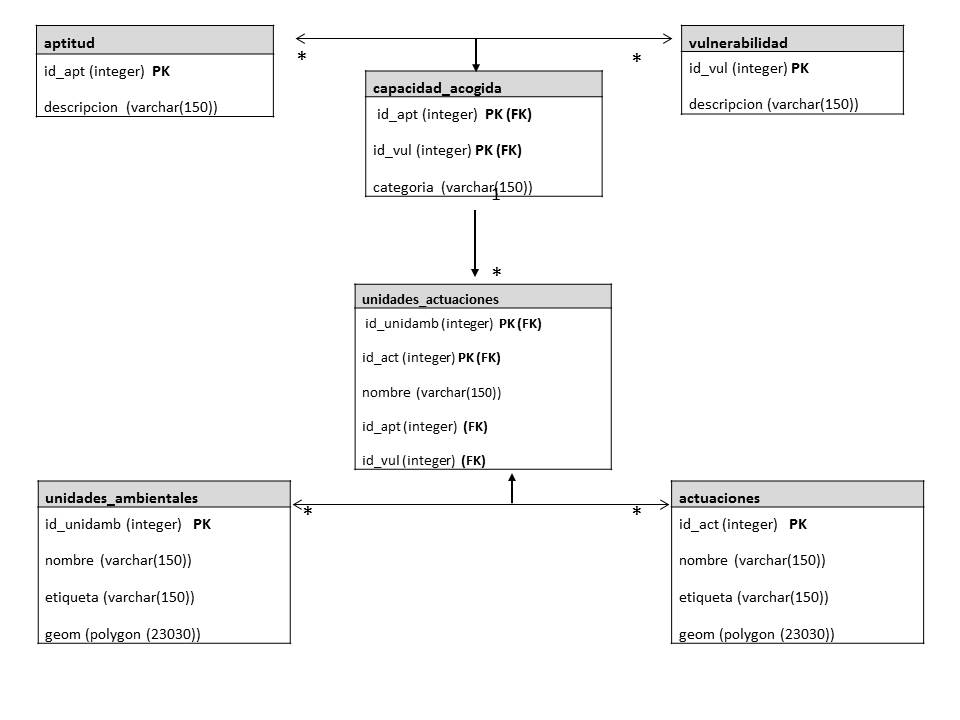 aptitud
id_apt (integer) PK
descripcion (varchar(150))
*
*
vulnerabilidad
id_vul (integer) PK
descripcion (varchar(150))
capacidad_acogida
id_apt (integer) PK (FK)
id_vul (integer) PK (FK)
categoria (varchar(150))
1
*
unidades_actuaciones
id_unidamb (integer) PK (FK)
id_act (integer) PK (FK)
nombre (varchar(150))
id_apt (integer) (FK)
id_vul (integer) (FK)
unidades_ambientales
id_unidamb (integer) PK
nombre (varchar(150))
etiqueta (varchar(150))
geom (polygon (23030))
*
*
actuaciones
id_act (integer) PK
nombre (varchar(150))
etiqueta (varchar(150))
geom (polygon (23030))